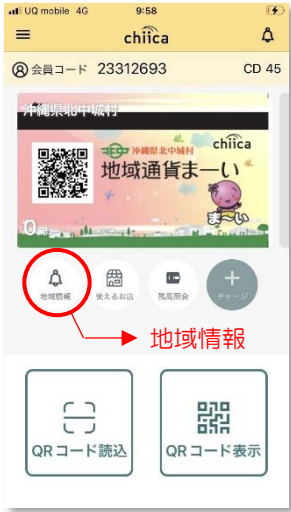 UQ mobile 4G 9:58
chiica
会員コード 23312693 CD 45
沖縄県北中城村
chiica
沖縄県北中城村
地域通貨まーい
ま〜い
0
地域情報 使えるお店 残高照会 チャージ
地域情報
QRコード読込 QRコード表示